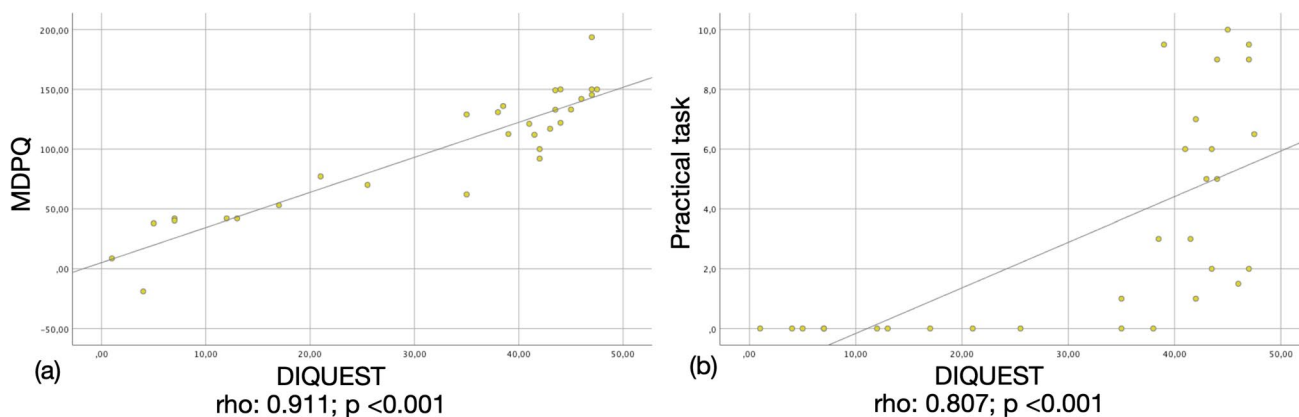 200,00
150,00
100,00
50,00
,00
-50,00
MDPQ
,00 10,00 20,00 30,00 40,00 50,00
(a)
DIQUEST
rho: 0.911; p <0.001
10,0
8,0
6,0
4,0
2,0
,0
Practical task
,00 10,00 20,00 30,00 40,00 50,00
(b)
DIQUEST
rho: 0.807; p <0.001